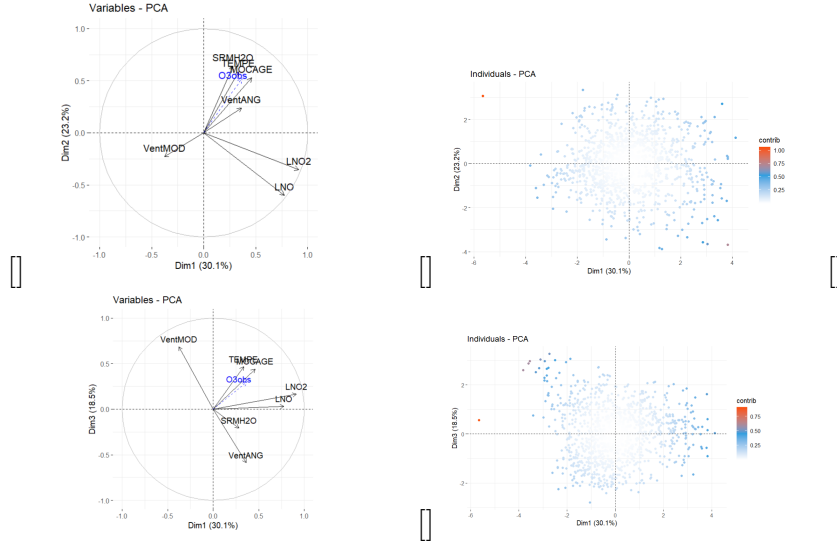 Variables - PCA
1.0
0.5
0.0
-0.5
-1.0
Dim2 (23.2%)
SRMH2O
TEMPE
MOCAGE
O3obs
VentANG
VentMOD
LNO2
LNO
-1.0 -0.5 0.0 0.5 1.0
Dim1 (30.1%)
[]
Individuals - PCA
2
0
-2
-4
Dim2 (23.2%)
-6 -4 -2 0 2 4
Dim1 (30.1%)
contrib
1.00
0.75
0.50
0.25
[]
[]
Variables - PCA
1.0
0.5
0.0
-0.5
-1.0
Dim3 (18.5%)
VentMOD
TEMPE
MOCAGE
O3obs
LNO2
LNO
SRMH2O
VentANG
-1.0 -0.5 0.0 0.5 1.0
Dim1 (30.1%)
Individuals - PCA
2
0
-2
Dim3 (18.5%)
-6 -4 -2 0 2 4
Dim1 (30.1%)
contrib
0.75
0.50
0.25
[]